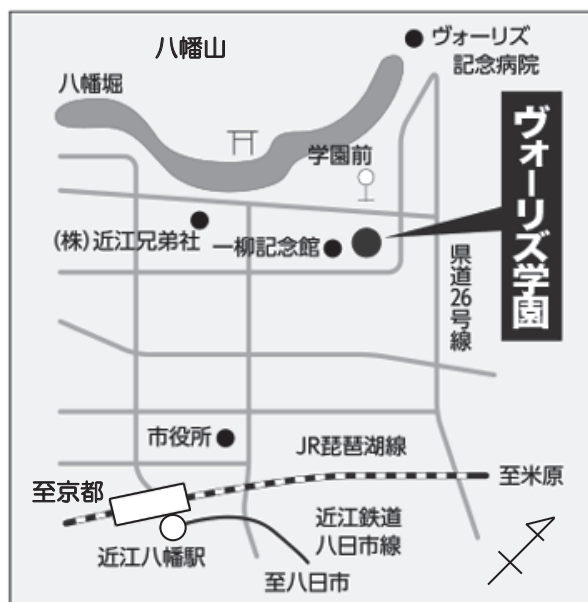 八幡山
ヴォーリズ
記念病院
八幡堀
学園前
ヴォーリズ学園
(株)近江兄弟社
一柳記念館
県道26号線
市役所
JR琵琶湖線
至京都
至米原
近江鉄道
八日市線
近江八幡駅
至八日市